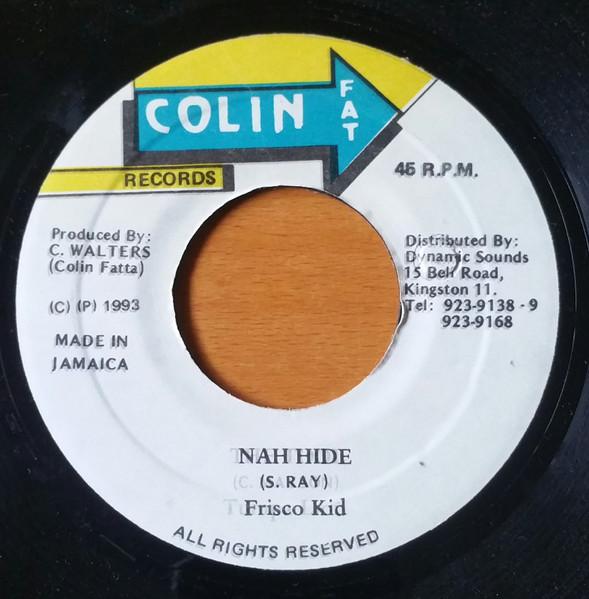 COLIN
FAT
RECORDS
45 R.P.M.
Produced By:
C. WALTERS
(Colin Fatta)
(C) (P) 1993
MADE IN
JAMAICA
Distributed By:
Dynamic Sounds
15 Bell Road,
Kingston 11.
Tel: 923-9138 - 9
923-9168
NAH HIDE
(S. RAY)
Frisco Kid
ALL RIGHTS RESERVED